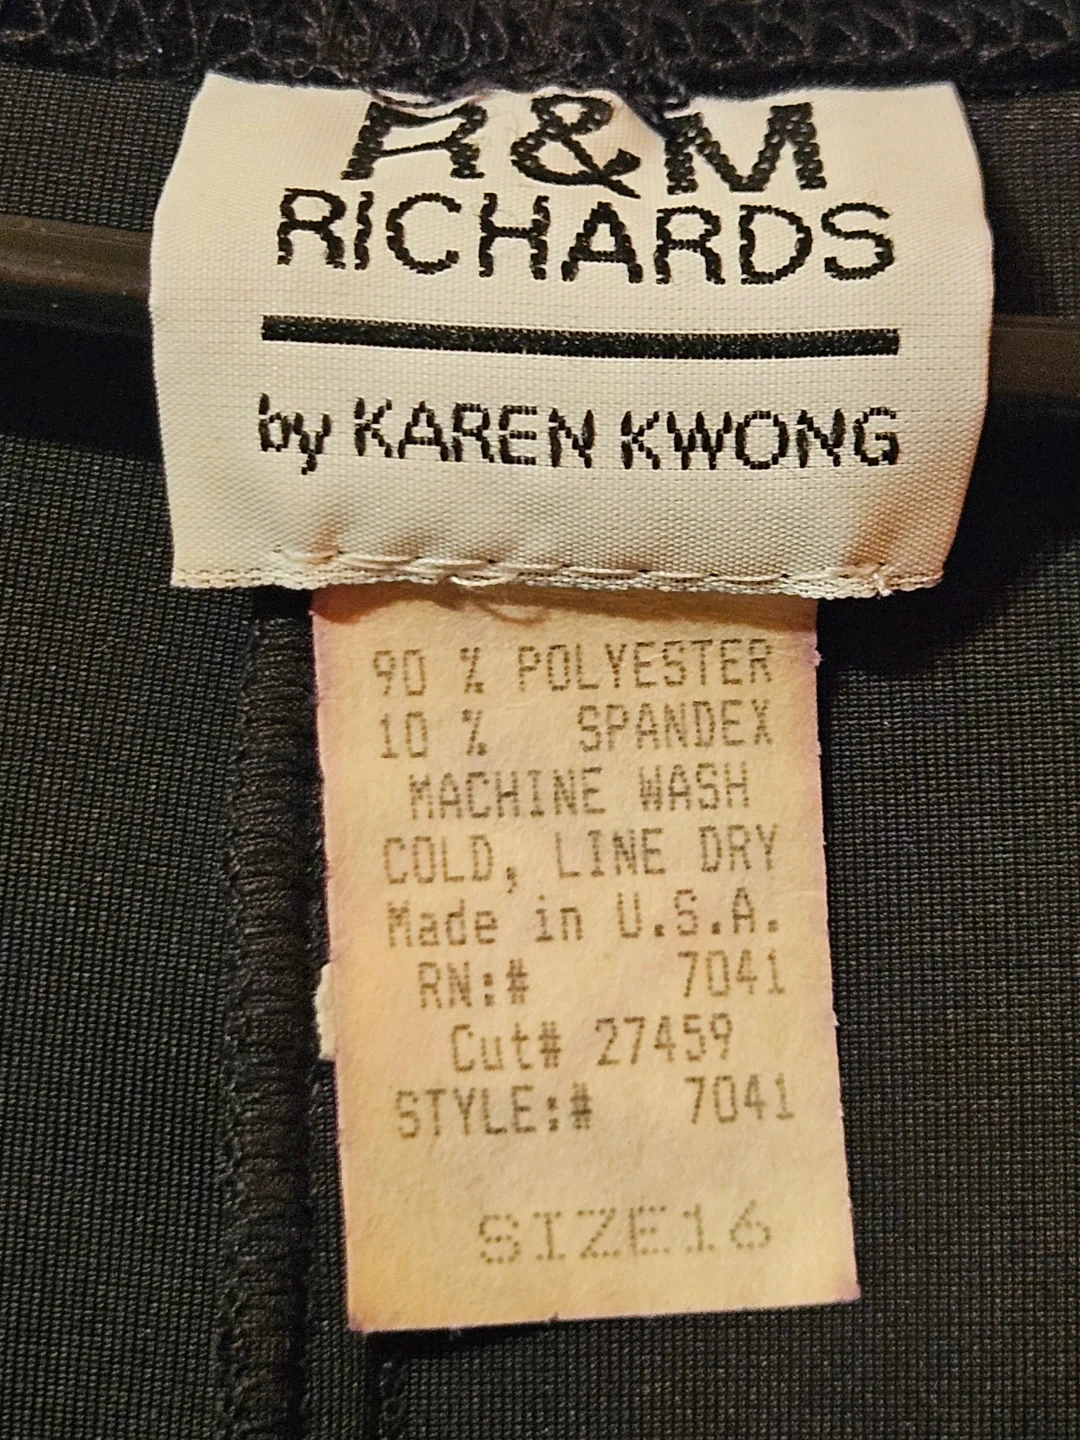 R&M
RICHARDS
by KAREN KWONG
90 % POLYESTER
10 % SPANDEX
MACHINE WASH
COLD, LINE DRY
Made in U.S.A.
RN:# 7041
Cut# 27459
STYLE:# 7041
SIZE16